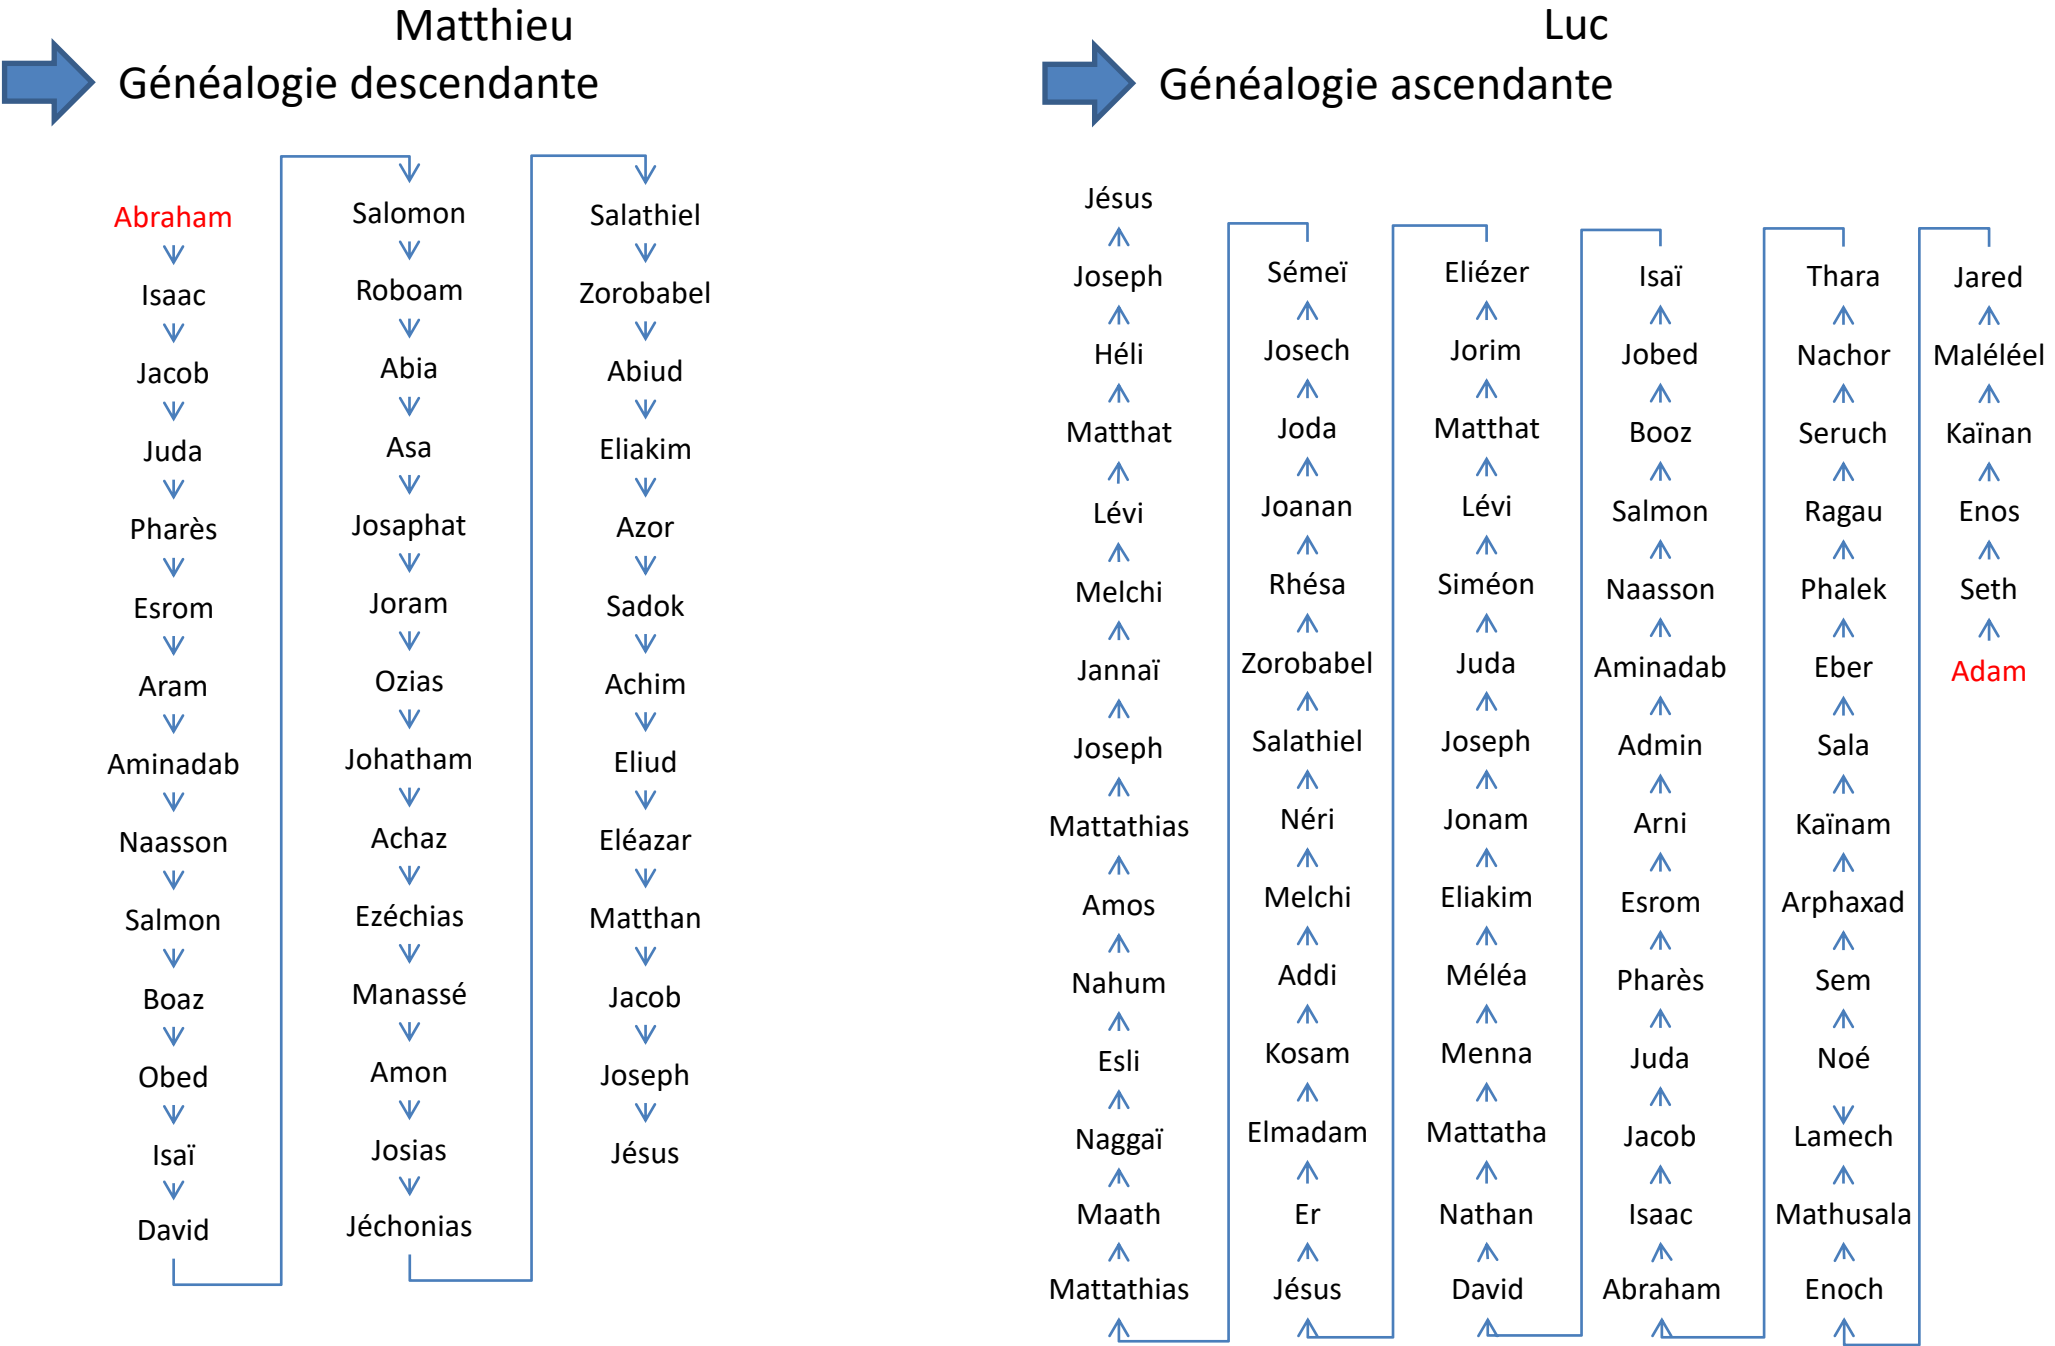 Matthieu
Généalogie descendante
Abraham
Isaac
Jacob
Juda
Pharès
Esrom
Aram
Aminadab
Naasson
Salmon
Boaz
Obed
Isaï
David
Salomon
Roboam
Abia
Asa
Josaphat
Joram
Ozias
Johatham
Achaz
Ezéchias
Manassé
Amon
Josias
Jéchonias
Salathiel
Zorobabel
Abiud
Eliakim
Azor
Sadok
Achim
Eliud
Eléazar
Matthan
Jacob
Joseph
Jésus
Luc
Généalogie ascendante
Jésus
Joseph
Héli
Matthat
Lévi
Melchi
Jannaï
Joseph
Mattathias
Amos
Nahum
Esli
Naggaï
Maath
Mattathias
Sémeï
Josech
Joda
Joanan
Rhésa
Zorobabel
Salathiel
Néri
Melchi
Addi
Kosam
Elmadam
Er
Jésus
Eliézer
Jorim
Matthat
Lévi
Siméon
Juda
Joseph
Jonam
Eliakim
Méléa
Menna
Mattatha
Nathan
David
Isaï
Jobed
Booz
Salmon
Naasson
Aminadab
Admin
Arni
Esrom
Pharès
Juda
Jacob
Isaac
Abraham
Thara
Nachor
Seruch
Ragau
Phalek
Eber
Sala
Kaïnam
Arphaxad
Sem
Noé
Lamech
Mathusala
Enoch
Jared
Maléléel
Kaïnan
Enos
Seth
Adam